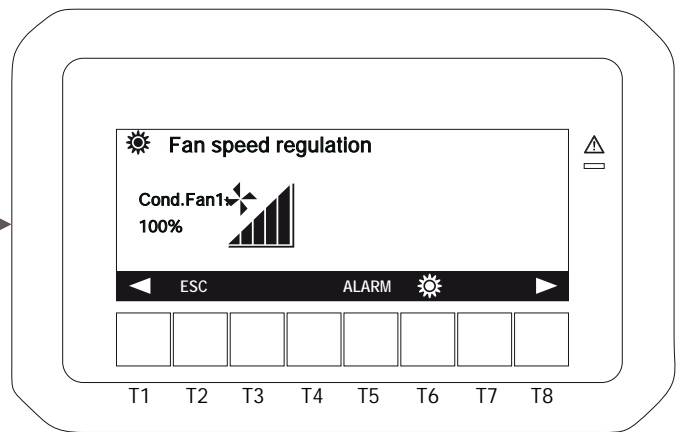 Fan speed regulation
Cond.Fan1
100%
ESC ALARM
T1 T2 T3 T4 T5 T6 T7 T8